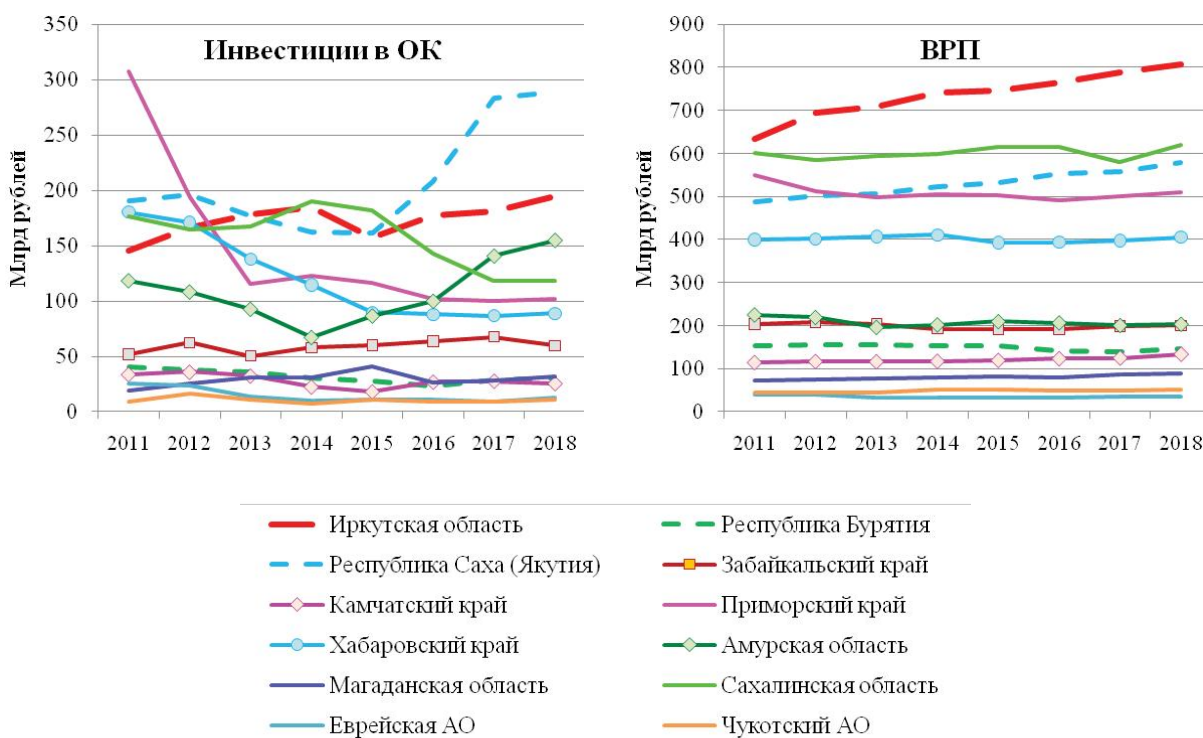 Инвестиции в ОК
Млрд рублей
350
300
250
200
150
100
50
0
2011 2012 2013 2014 2015 2016 2017 2018
ВРП
Млрд рублей
900
800
700
600
500
400
300
200
100
0
2011 2012 2013 2014 2015 2016 2017 2018
Иркутская область
Республика Бурятия
Республика Саха (Якутия)
Забайкальский край
Камчатский край
Приморский край
Хабаровский край
Амурская область
Магаданская область
Сахалинская область
Еврейская АО
Чукотский АО